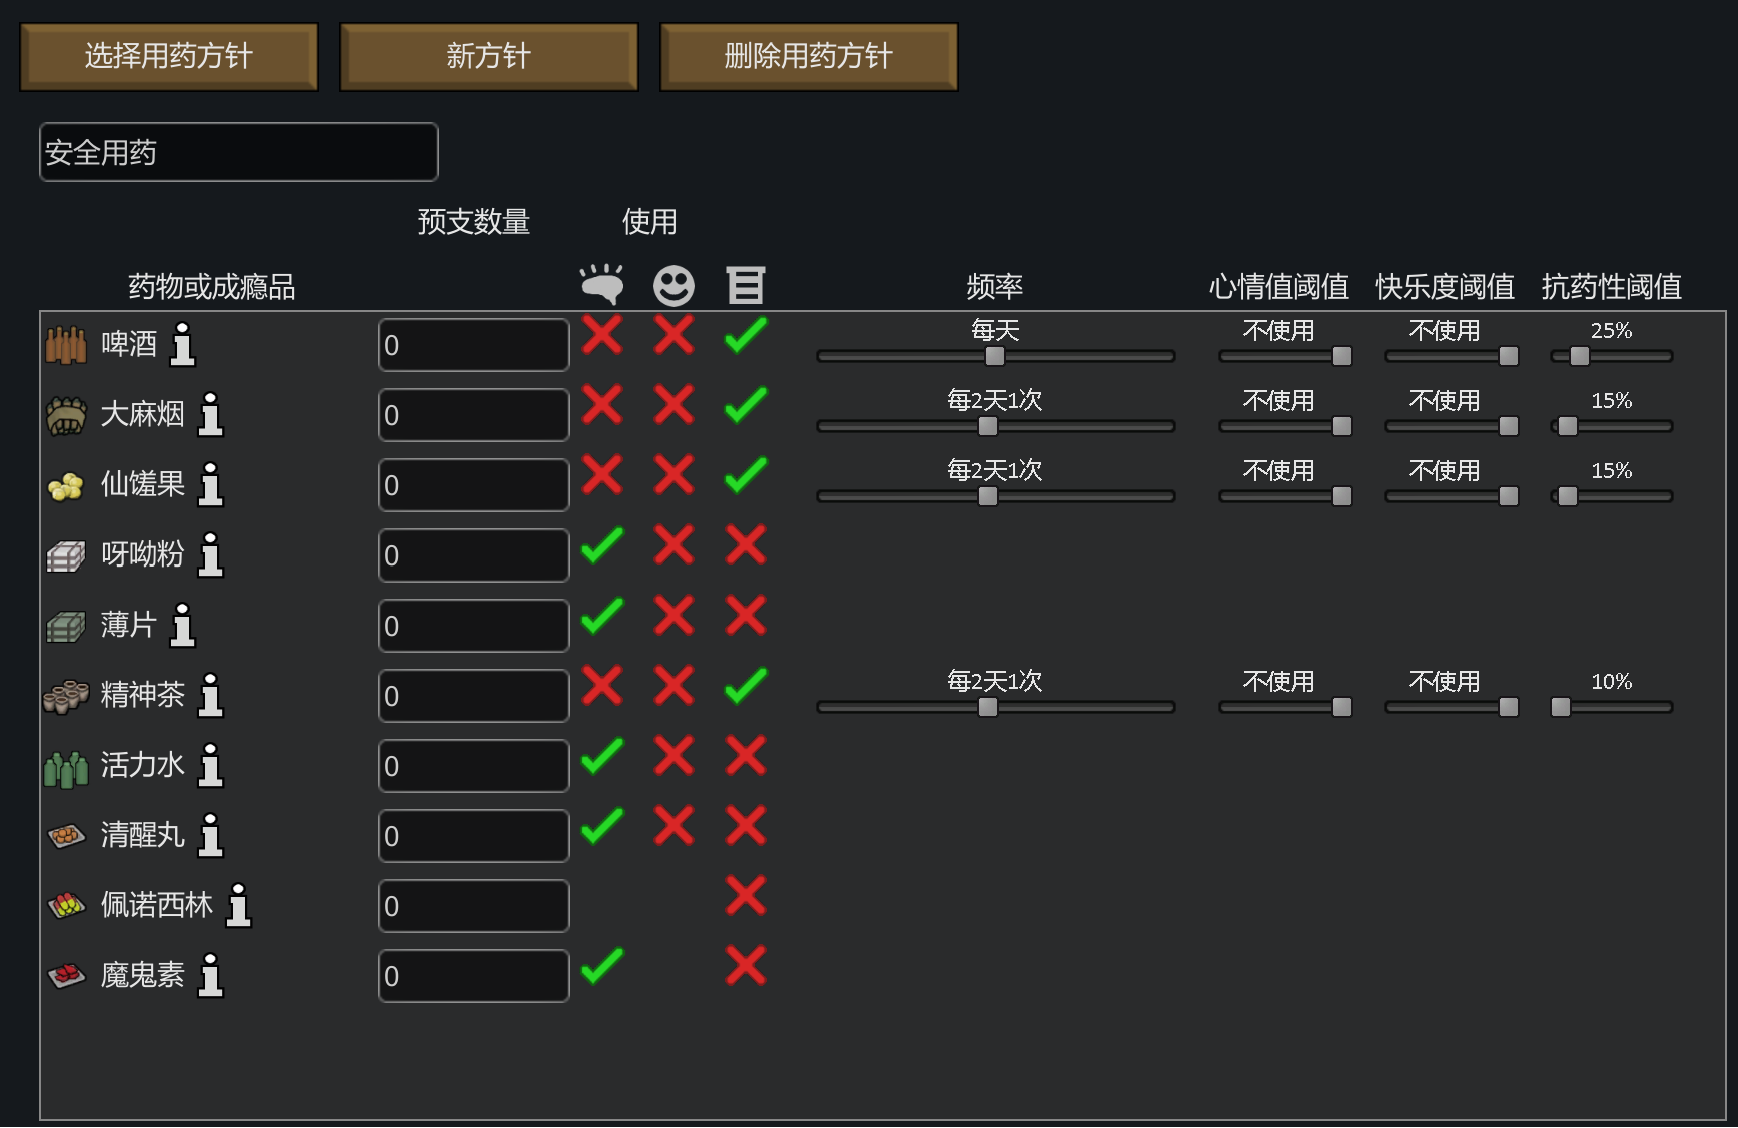 选择用药方针 新方针 删除用药方针
安全用药
预支数量 使用
药物或成瘾品 频率 心情值阈值 快乐度阈值 抗药性阈值
啤酒 0 每天 不使用 不使用 25%
大麻烟 0 每2天1次 不使用 不使用 15%
仙馐果 0 每2天1次 不使用 不使用 15%
呀呦粉 0
薄片 0
精神茶 0 每2天1次 不使用 不使用 10%
活力水 0
清醒丸 0
佩诺西林 0
魔鬼素 0